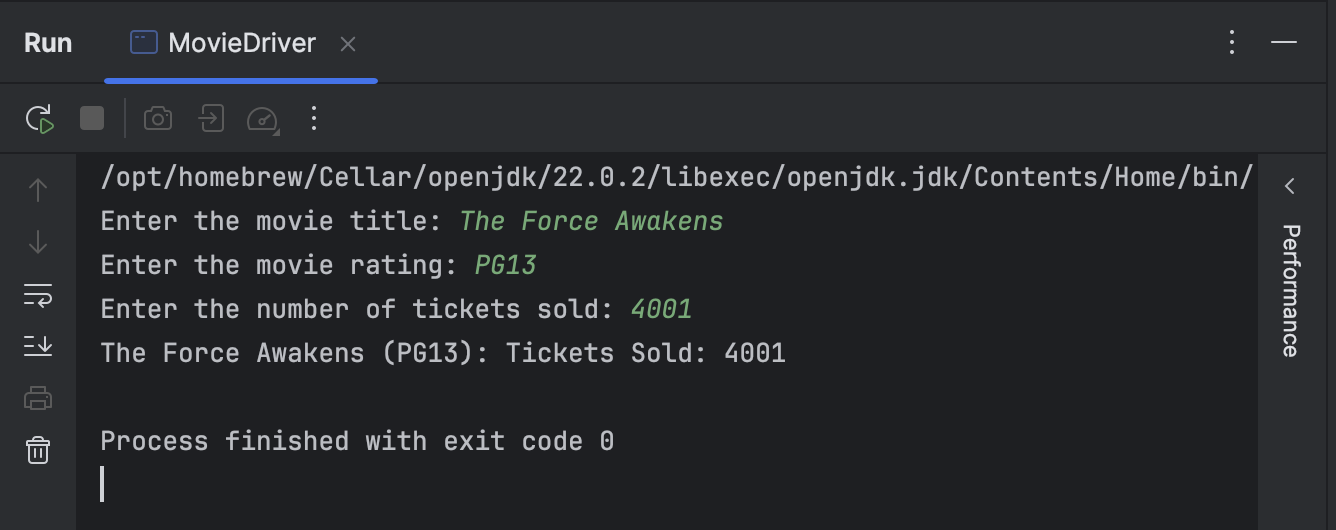 Run MovieDriver
/opt/homebrew/Cellar/openjdk/22.0.2/libexec/openjdk.jdk/Contents/Home/bin/
Enter the movie title: The Force Awakens
Enter the movie rating: PG13
Enter the number of tickets sold: 4001
The Force Awakens (PG13): Tickets Sold: 4001
Process finished with exit code 0
Performance